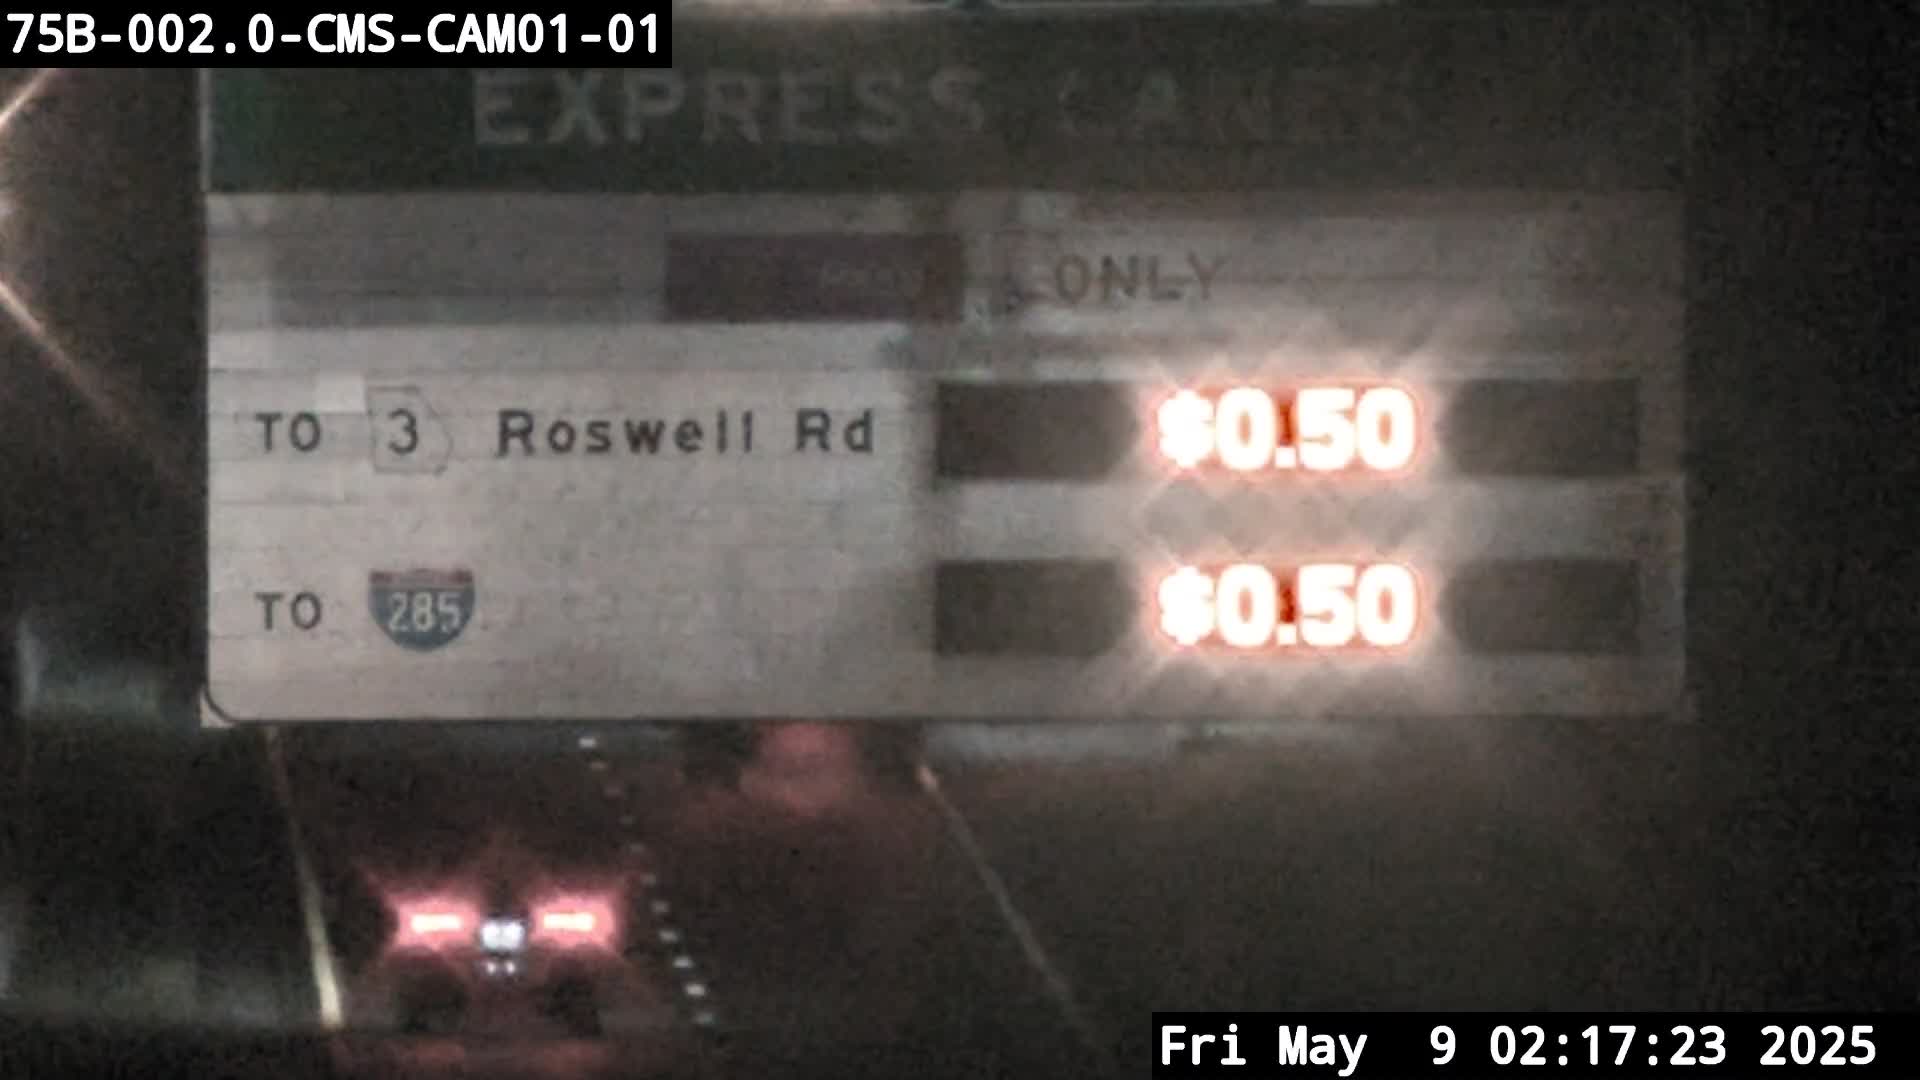 75B-002.0-CMS-CAM01-01
EXPRESS LANES
ONLY
TO 3 Roswell Rd $0.50
TO 285 $0.50
Fri May 9 02:17:23 2025